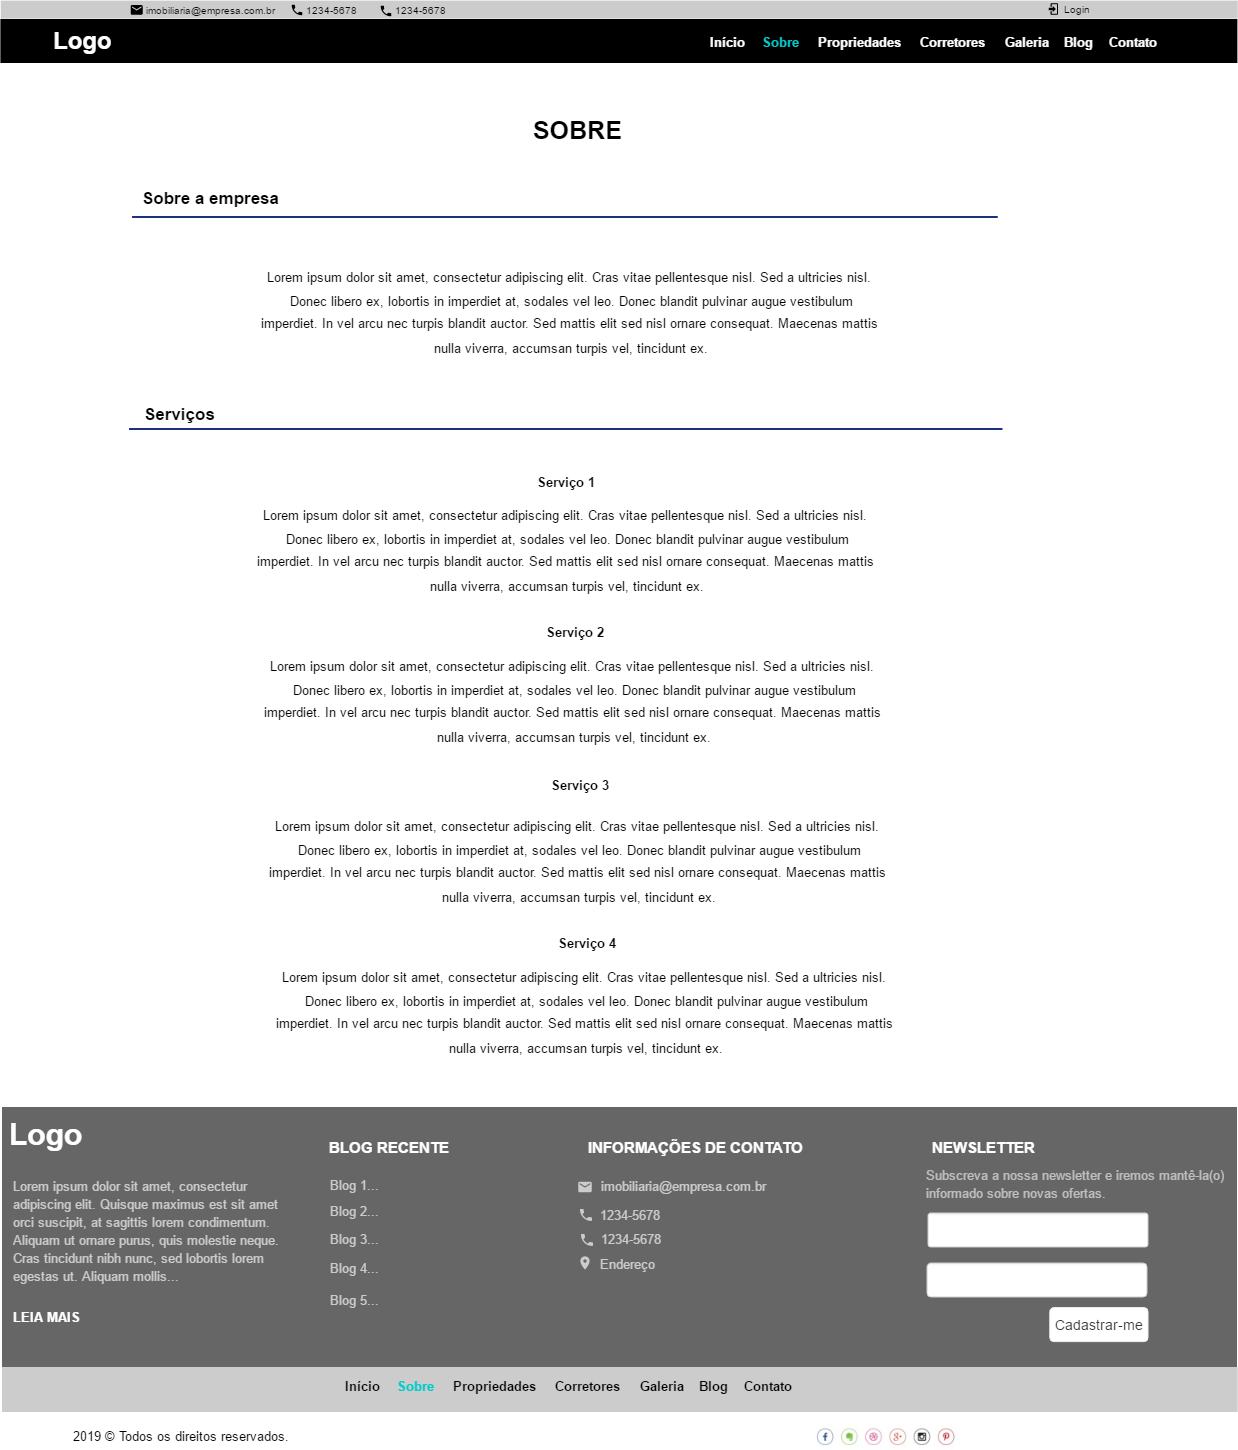 imobiliaria@empresa.com.br 1234-5678 1234-5678 Login
Logo Início Sobre Propriedades Corretores Galeria Blog Contato
SOBRE
Sobre a empresa
Lorem ipsum dolor sit amet, consectetur adipiscing elit. Cras vitae pellentesque nisl. Sed a ultricies nisl.
Donec libero ex, lobortis in imperdiet at, sodales vel leo. Donec blandit pulvinar augue vestibulum
imperdiet. In vel arcu nec turpis blandit auctor. Sed mattis elit sed nisl ornare consequat. Maecenas mattis
nulla viverra, accumsan turpis vel, tincidunt ex.
Serviços
Serviço 1
Lorem ipsum dolor sit amet, consectetur adipiscing elit. Cras vitae pellentesque nisl. Sed a ultricies nisl.
Donec libero ex, lobortis in imperdiet at, sodales vel leo. Donec blandit pulvinar augue vestibulum
imperdiet. In vel arcu nec turpis blandit auctor. Sed mattis elit sed nisl ornare consequat. Maecenas mattis
nulla viverra, accumsan turpis vel, tincidunt ex.
Serviço 2
Lorem ipsum dolor sit amet, consectetur adipiscing elit. Cras vitae pellentesque nisl. Sed a ultricies nisl.
Donec libero ex, lobortis in imperdiet at, sodales vel leo. Donec blandit pulvinar augue vestibulum
imperdiet. In vel arcu nec turpis blandit auctor. Sed mattis elit sed nisl ornare consequat. Maecenas mattis
nulla viverra, accumsan turpis vel, tincidunt ex.
Serviço 3
Lorem ipsum dolor sit amet, consectetur adipiscing elit. Cras vitae pellentesque nisl. Sed a ultricies nisl.
Donec libero ex, lobortis in imperdiet at, sodales vel leo. Donec blandit pulvinar augue vestibulum
imperdiet. In vel arcu nec turpis blandit auctor. Sed mattis elit sed nisl ornare consequat. Maecenas mattis
nulla viverra, accumsan turpis vel, tincidunt ex.
Serviço 4
Lorem ipsum dolor sit amet, consectetur adipiscing elit. Cras vitae pellentesque nisl. Sed a ultricies nisl.
Donec libero ex, lobortis in imperdiet at, sodales vel leo. Donec blandit pulvinar augue vestibulum
imperdiet. In vel arcu nec turpis blandit auctor. Sed mattis elit sed nisl ornare consequat. Maecenas mattis
nulla viverra, accumsan turpis vel, tincidunt ex.
Logo
Lorem ipsum dolor sit amet, consectetur
adipiscing elit. Quisque maximus est sit amet
orci suscipit, at sagittis lorem condimentum.
Aliquam ut ornare purus, quis molestie neque.
Cras tincidunt nibh nunc, sed lobortis lorem
egestas ut. Aliquam mollis...
LEIA MAIS
BLOG RECENTE
Blog 1...
Blog 2...
Blog 3...
Blog 4...
Blog 5...
INFORMAÇÕES DE CONTATO
imobiliaria@empresa.com.br
1234-5678
1234-5678
Endereço
NEWSLETTER
Subscreva a nossa newsletter e iremos mantê-la(o)
informado sobre novas ofertas.
Cadastrar-me
Início Sobre Propriedades Corretores Galeria Blog Contato
2019 © Todos os direitos reservados.